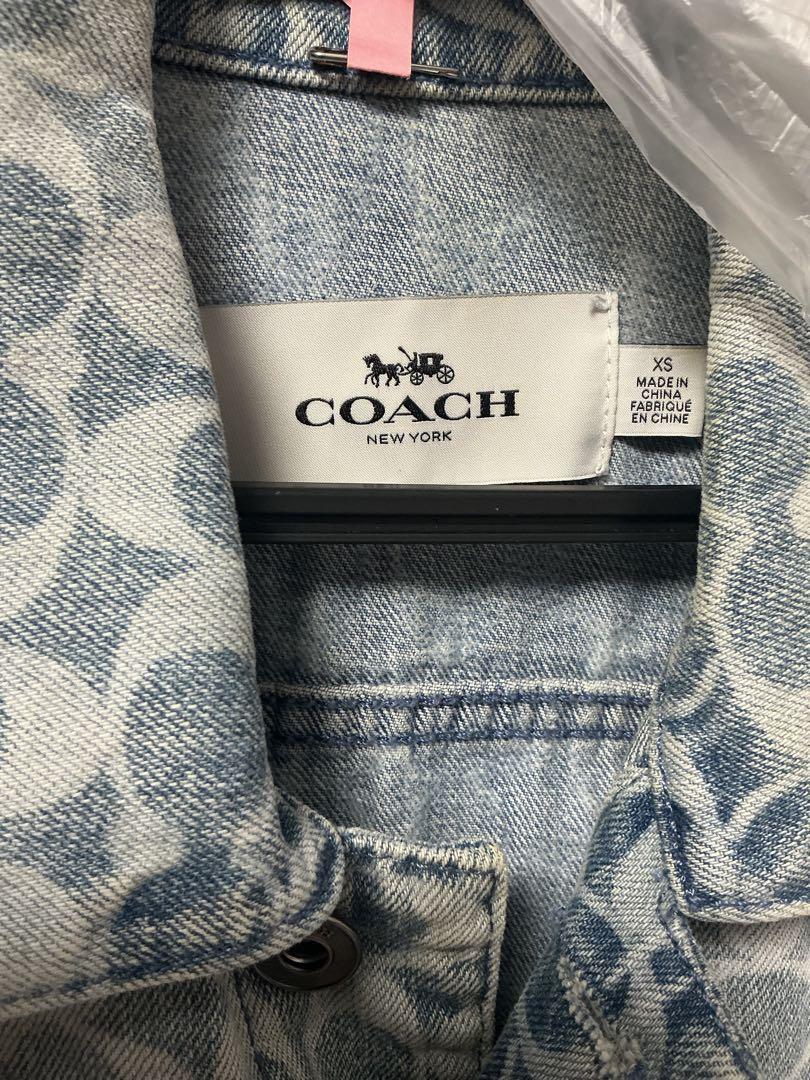 COACH
NEW YORK
XS
MADE IN
CHINA
FABRIQUÉ
EN CHINE